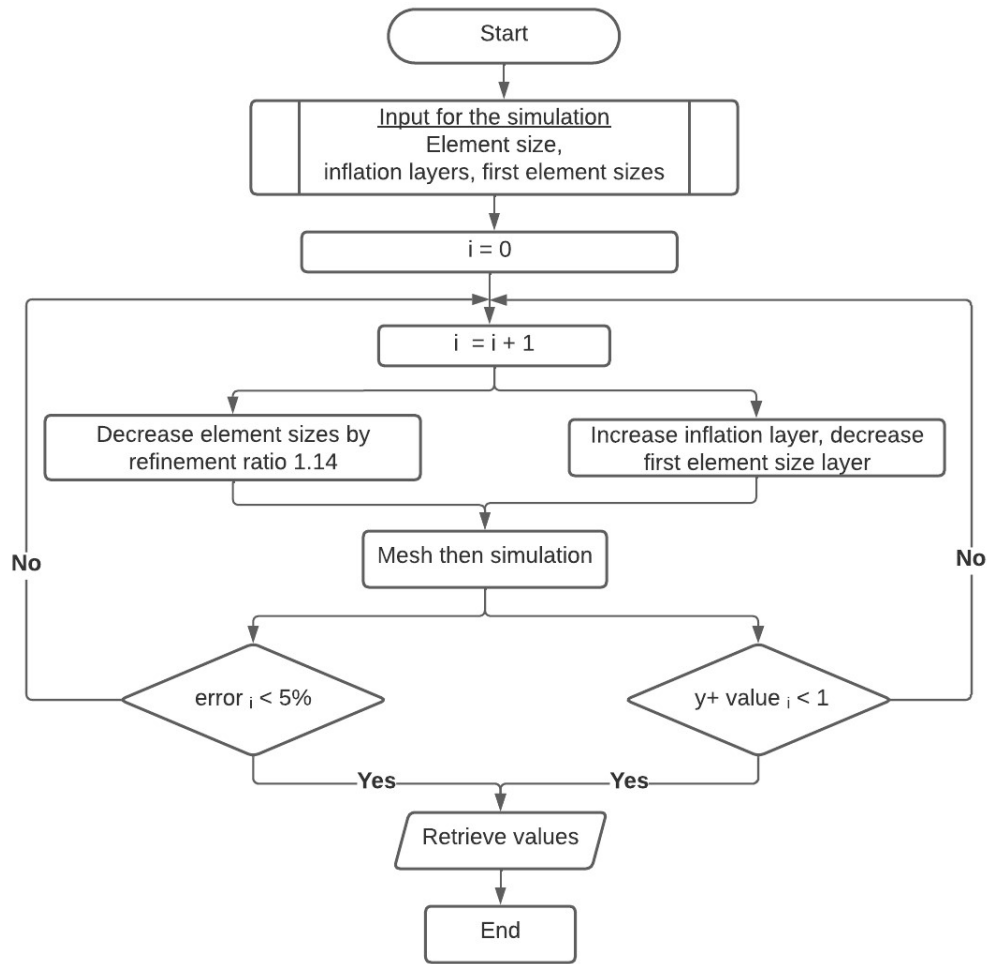 Start
Input for the simulation
Element size,
inflation layers, first element sizes
i = 0
i = i + 1
Decrease element sizes by
refinement ratio 1.14
Increase inflation layer, decrease
first element size layer
Mesh then simulation
No
No
error i < 5%
y+ value i < 1
Yes
Yes
Retrieve values
End